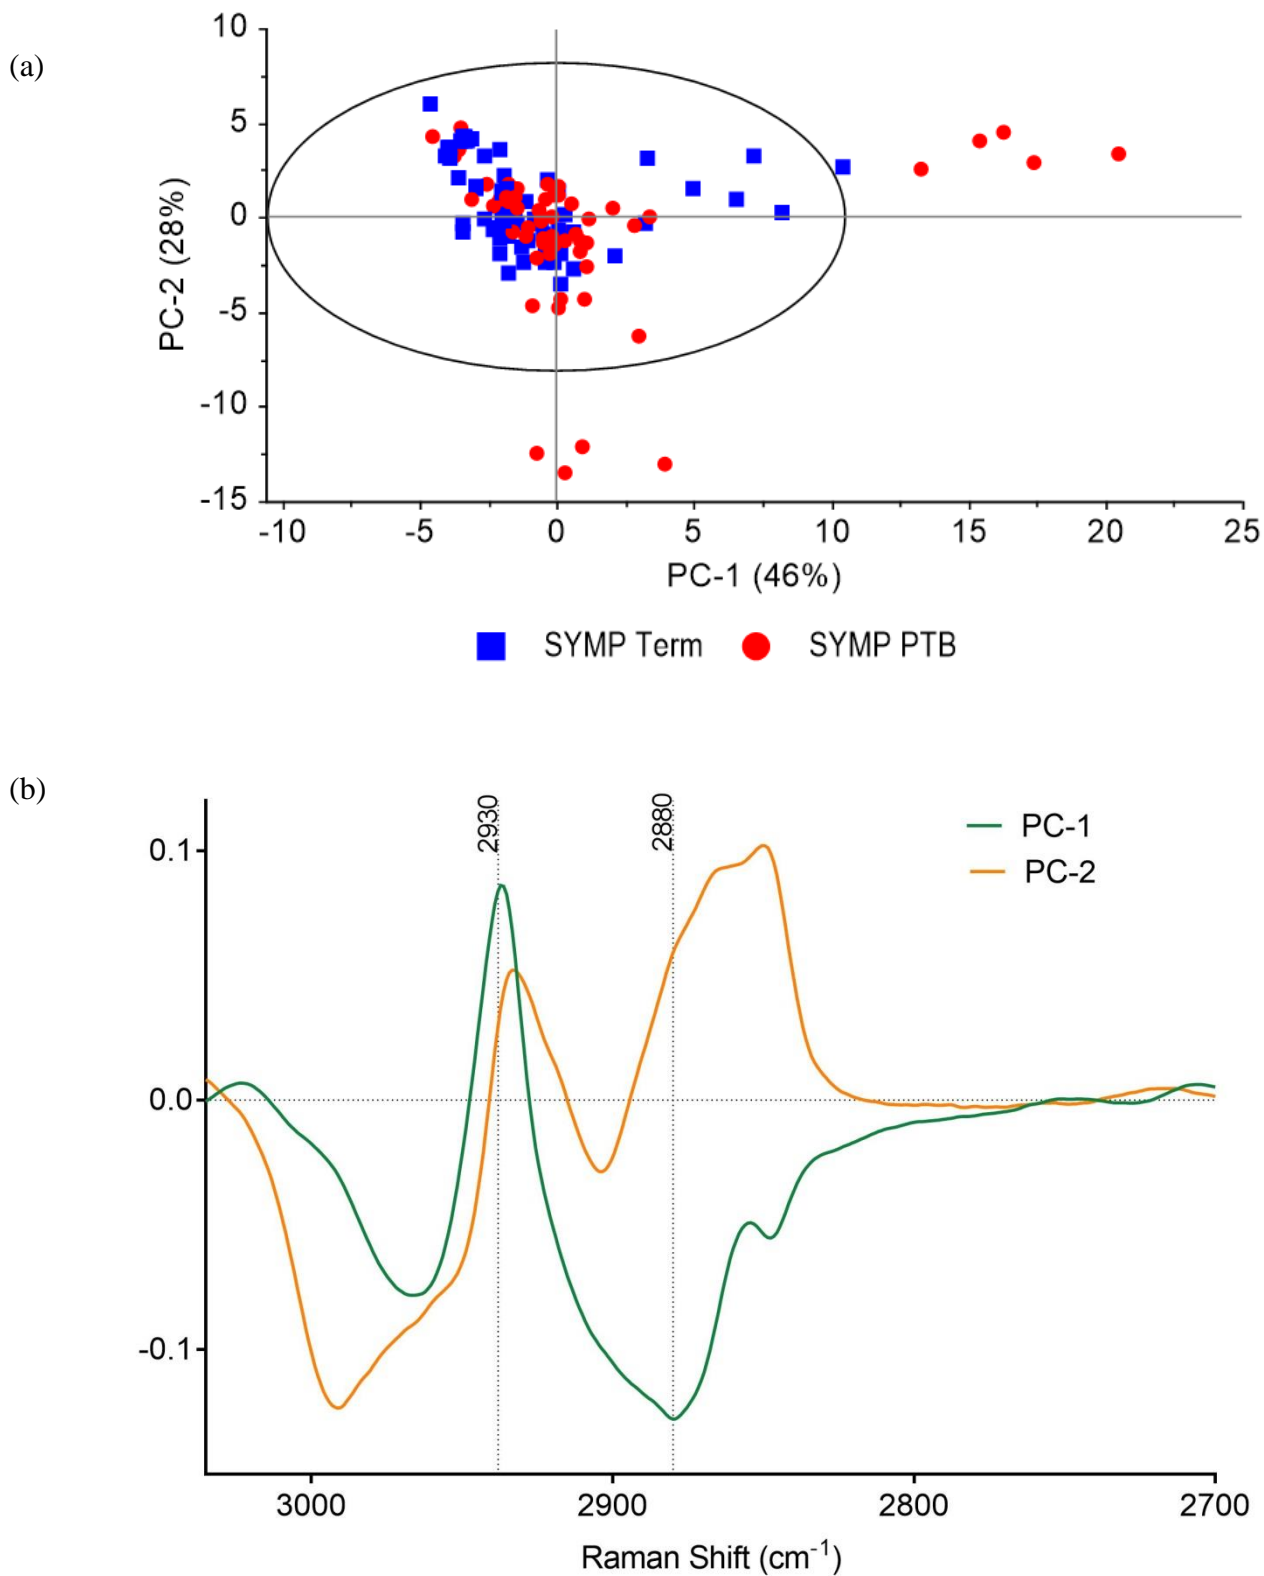 (a)
10
5
0
-5
-10
-15
PC-2 (28%)
-10 -5 0 5 10 15 20 25
PC-1 (46%)
SYMP Term SYMP PTB
(b)
2930
2880
PC-1
PC-2
0.1
0.0
-0.1
3000 2900 2800 2700
Raman Shift (cm⁻¹)